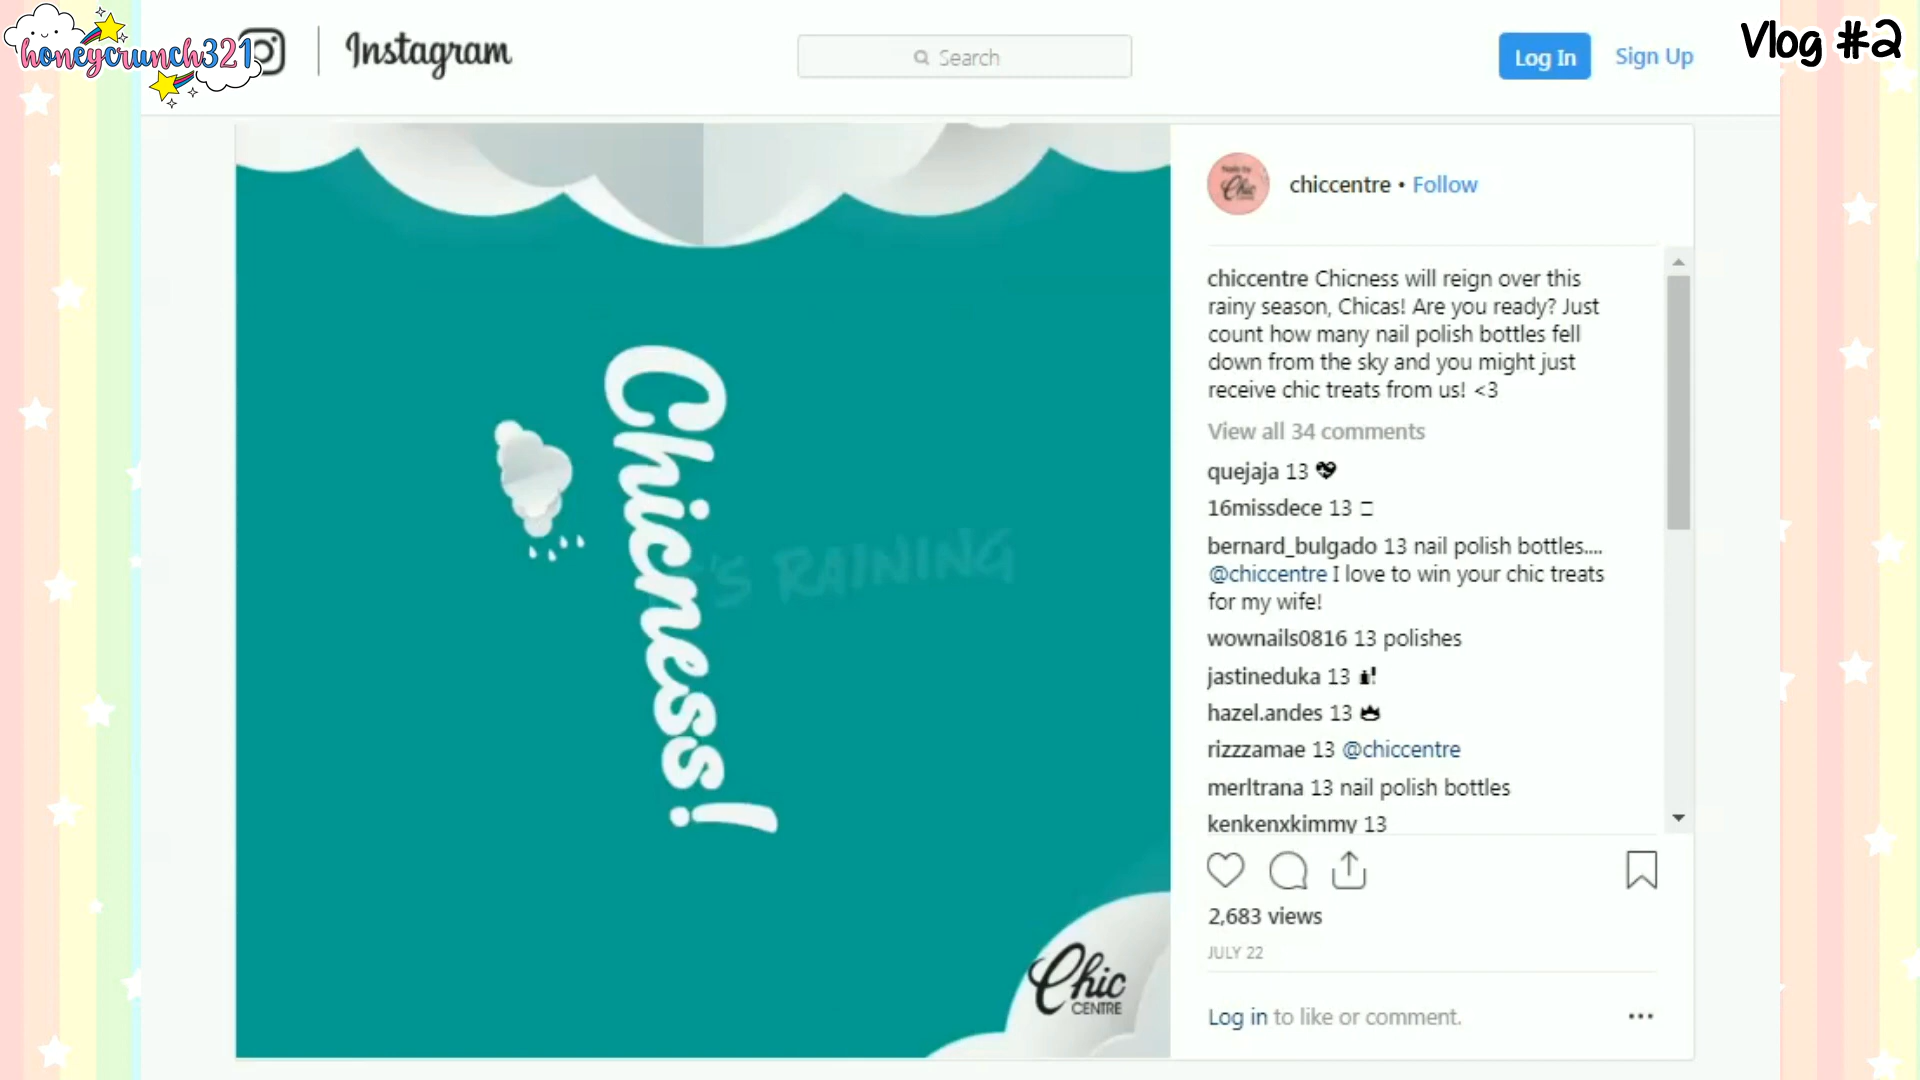 honeycrunch321
Instagram
Search
Log In
Sign Up
Vlog #2
Chicness!
'S RAINING
Chic
CENTRE
Chic
chiccentre • Follow
chiccentre Chicness will reign over this
rainy season, Chicas! Are you ready? Just
count how many nail polish bottles fell
down from the sky and you might just
receive chic treats from us! <3
View all 34 comments
quejaja 13
16missdece 13
bernard_bulgado 13 nail polish bottles....
@chiccentre I love to win your chic treats
for my wife!
wownails0816 13 polishes
jastineduka 13
hazel.andes 13
rizzzamae 13 @chiccentre
merltrana 13 nail polish bottles
kenkenxkimmy 13
2,683 views
JULY 22
Log in to like or comment.